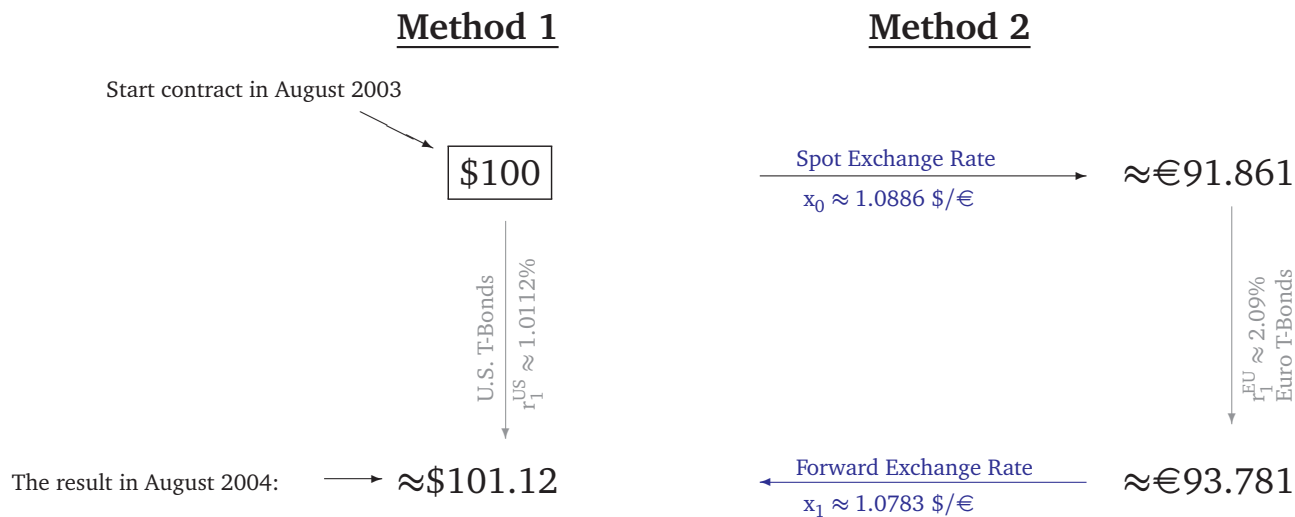 Method 1
Method 2
Start contract in August 2003
$100
Spot Exchange Rate
x₀ ≈ 1.0886 $/€
≈€91.861
U.S. T-Bonds
r₁ᵁˢ ≈ 1.0112%
r₁ᴱᵁ ≈ 2.09%
Euro T-Bonds
The result in August 2004:
≈$101.12
Forward Exchange Rate
x₁ ≈ 1.0783 $/€
≈€93.781